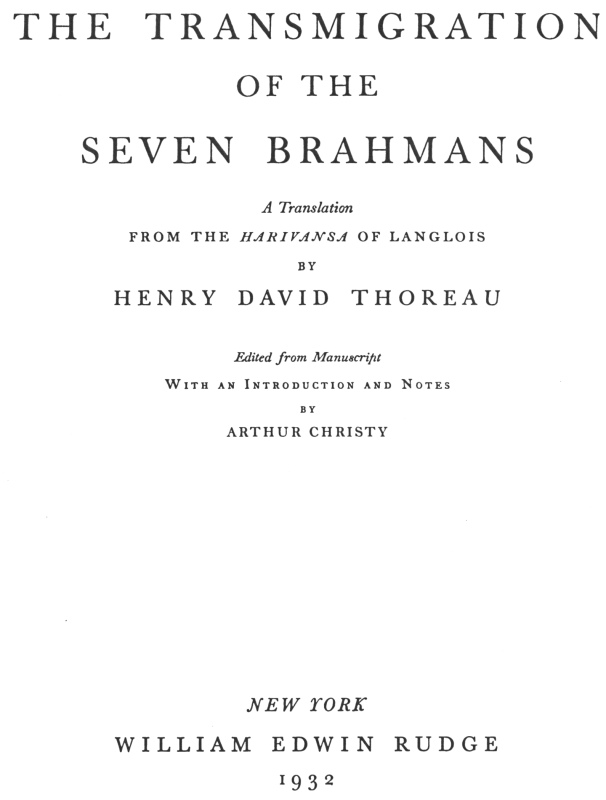 THE TRANSMIGRATION
OF THE
SEVEN BRAHMANS
A Translation
FROM THE HARIVANSA OF LANGLOIS
BY
HENRY DAVID THOREAU
Edited from Manuscript
WITH AN INTRODUCTION AND NOTES
BY
ARTHUR CHRISTY
NEW YORK
WILLIAM EDWIN RUDGE
1932